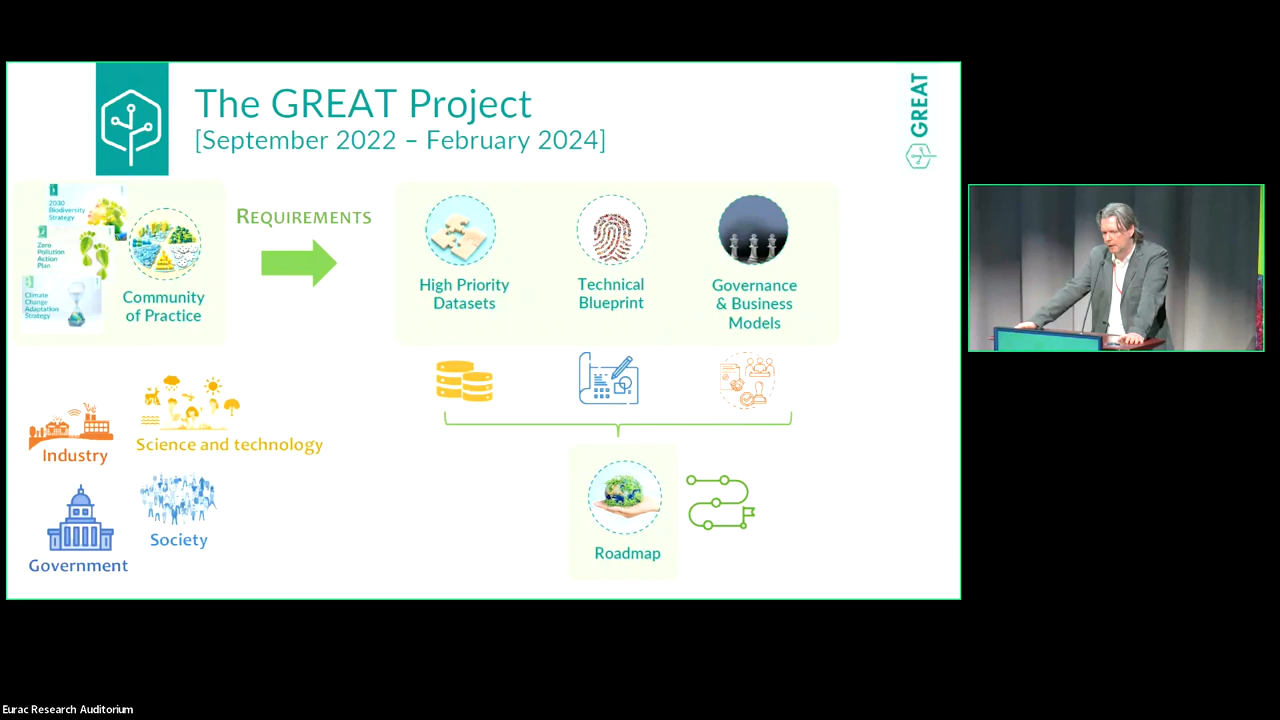 The GREAT Project
[September 2022 – February 2024]
GREAT
2030
Biodiversity
Strategy
Zero
Pollution
Action
Plan
Climate
Change
Adaptation
Strategy
Community
of Practice
REQUIREMENTS
High Priority
Datasets
Technical
Blueprint
Governance
& Business
Models
Industry
Science and technology
Government
Society
Roadmap
Eurac Research Auditorium